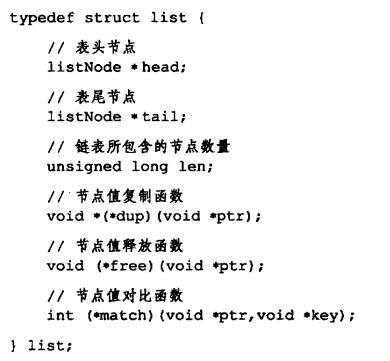 typedef struct list {
// 表头节点
listNode *head;
// 表尾节点
listNode *tail;
// 链表所包含的节点数量
unsigned long len;
// 节点值复制函数
void *(*dup)(void *ptr);
// 节点值释放函数
void (*free)(void *ptr);
// 节点值对比函数
int (*match)(void *ptr,void *key);
} list;